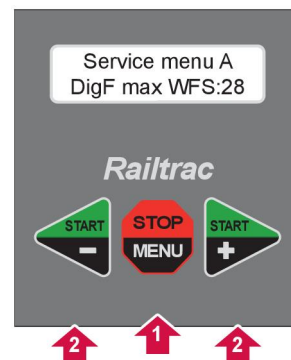 Service menu A
DigF max WFS:28
Railtrac
START STOP START
- MENU +
2 1 2